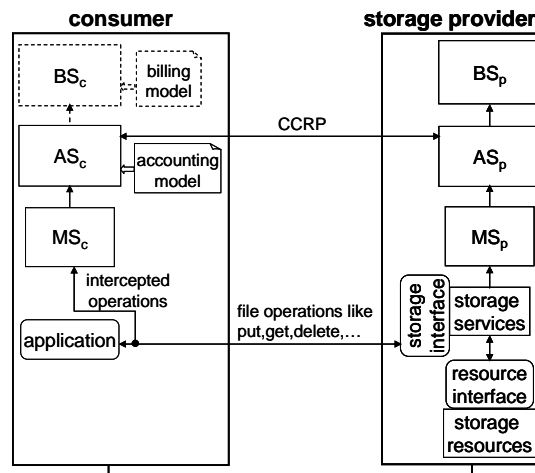 consumer
storage provider
BSc
billing
model
BSp
CCRP
ASc
accounting
model
ASp
MSc
MSp
intercepted
operations
file operations like
put,get,delete,...
storage
interface
storage
services
application
resource
interface
storage
resources